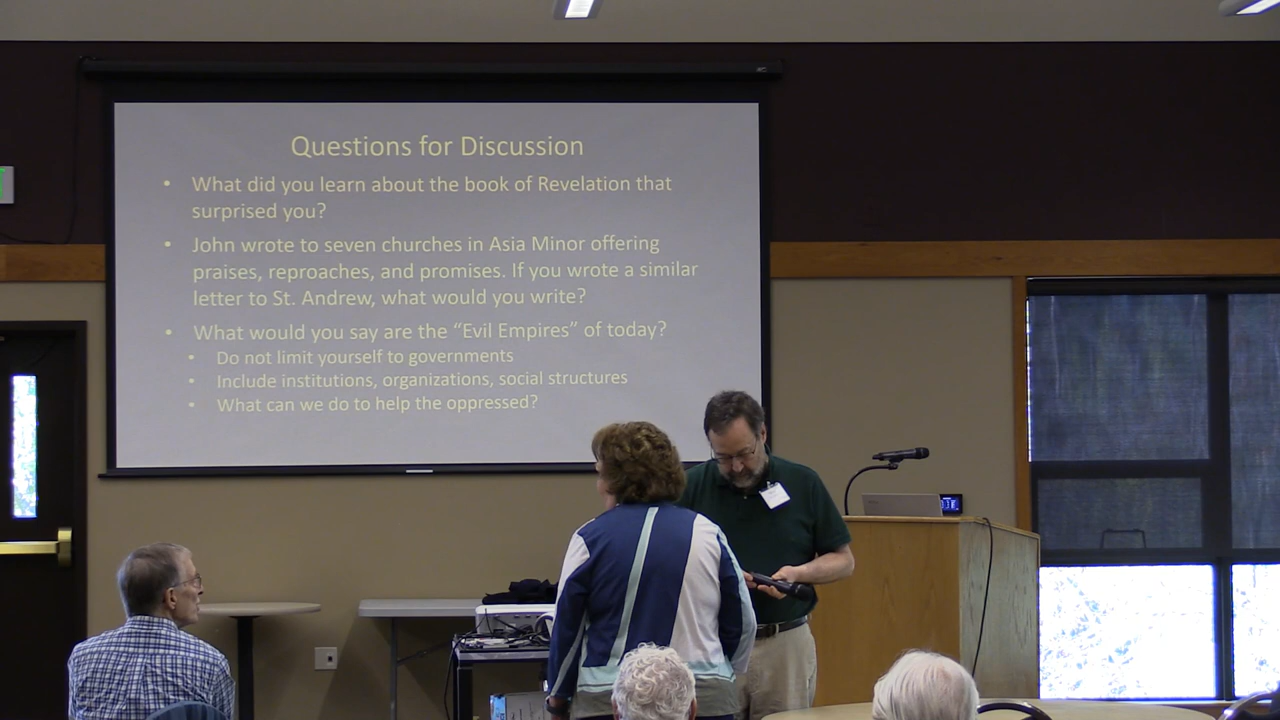 Questions for Discussion
• What did you learn about the book of Revelation that
surprised you?
• John wrote to seven churches in Asia Minor offering
praises, reproaches, and promises. If you wrote a similar
letter to St. Andrew, what would you write?
• What would you say are the “Evil Empires” of today?
• Do not limit yourself to governments
• Include institutions, organizations, social structures
• What can we do to help the oppressed?